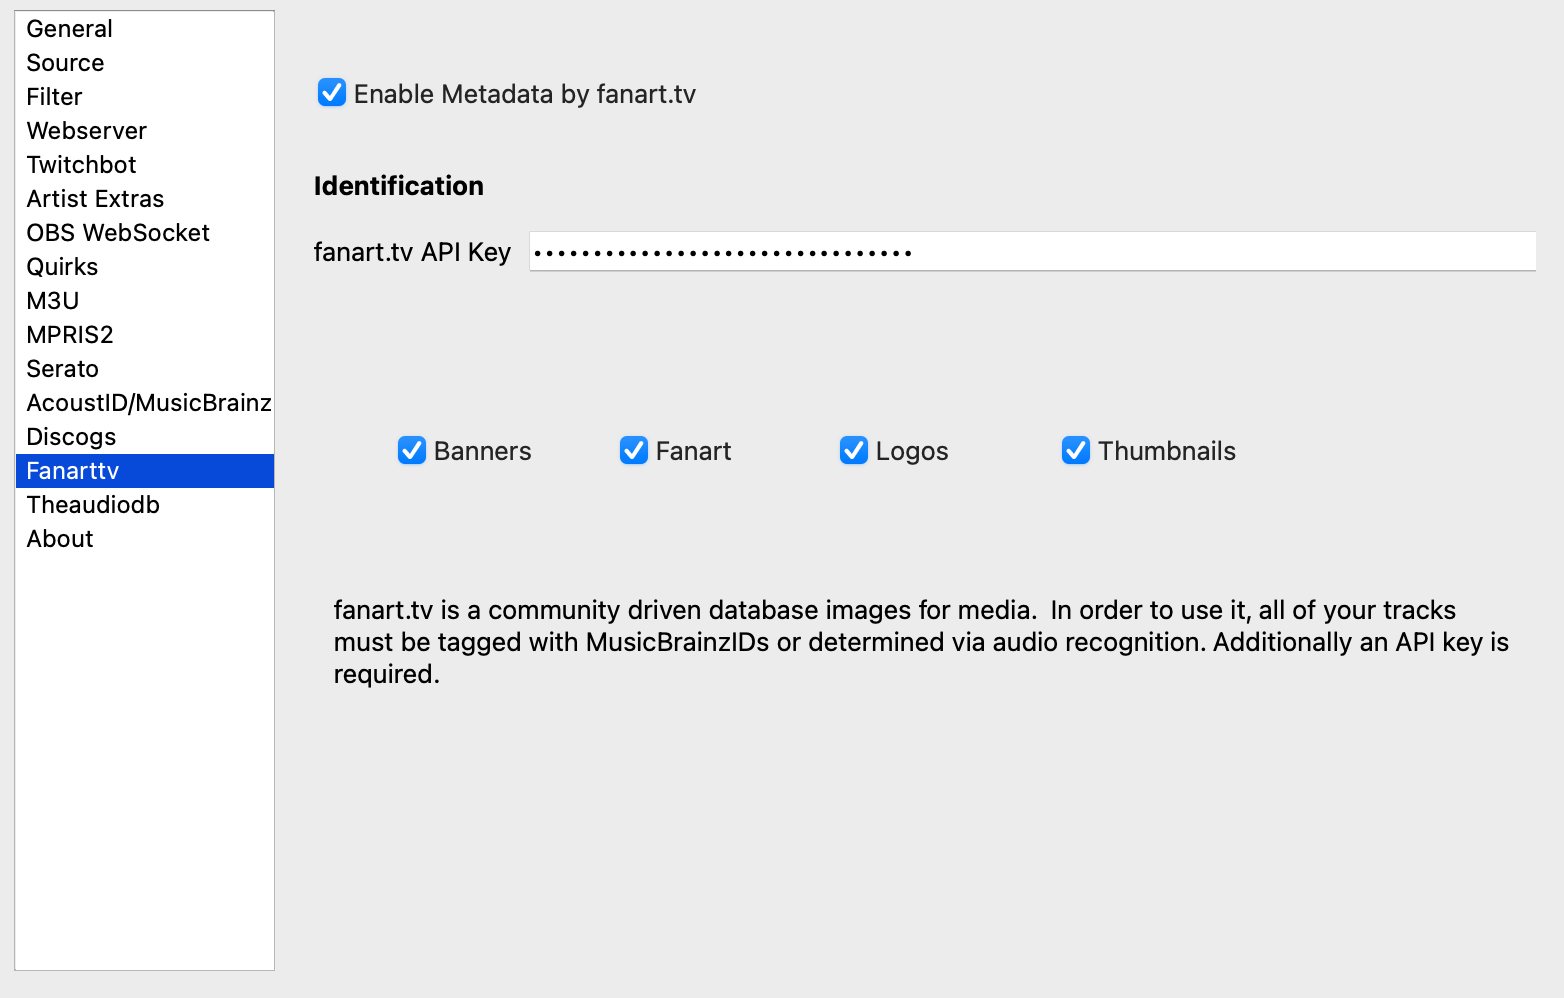 General
Source
Filter
Webserver
Twitchbot
Artist Extras
OBS WebSocket
Quirks
M3U
MPRIS2
Serato
AcoustID/MusicBrainz
Discogs
Fanarttv
Theaudiodb
About
Enable Metadata by fanart.tv
Identification
fanart.tv API Key ••••••••••••••••••••••••••••••••
Banners Fanart Logos Thumbnails
fanart.tv is a community driven database images for media.  In order to use it, all of your tracks
must be tagged with MusicBrainzIDs or determined via audio recognition. Additionally an API key is
required.